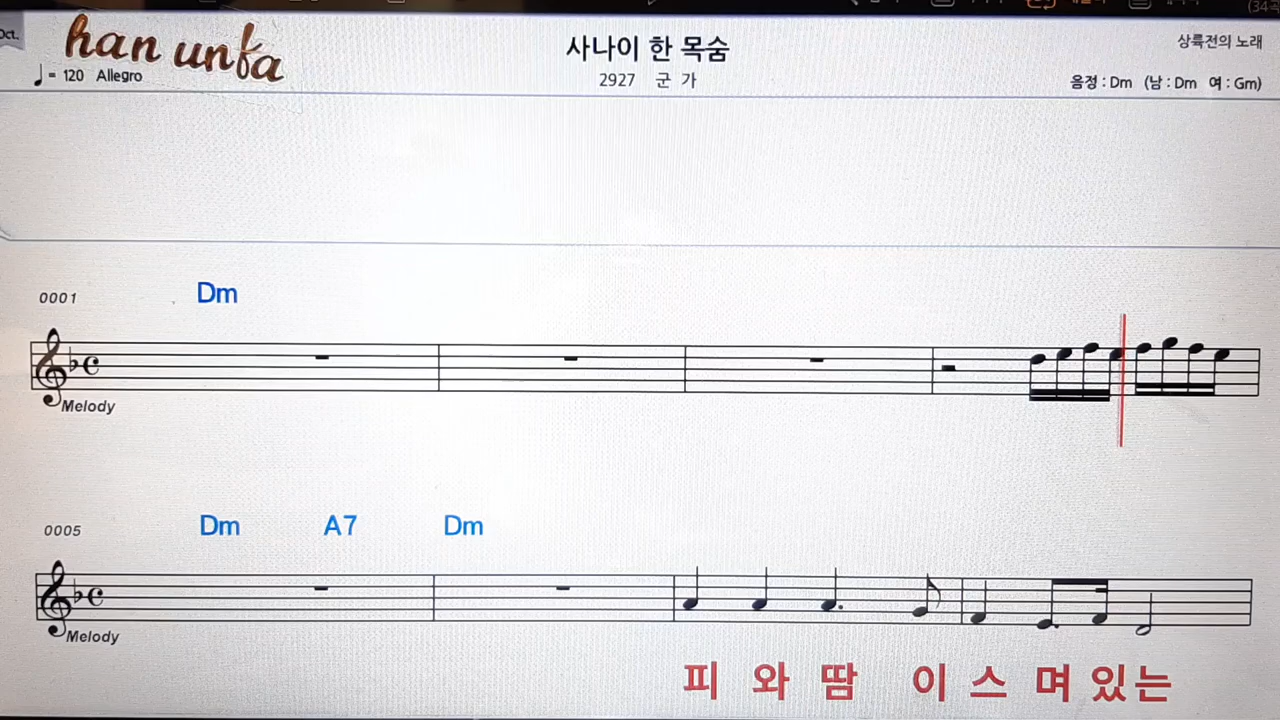 Oct.
han unfa
♩= 120 Allegro
사나이 한 목숨
2927 군 가
상륙전의 노래
음정 : Dm (남 : Dm 여 : Gm)
0001
Dm
Melody
0005
Dm A7 Dm
Melody
피 와 땀 이 스 며 있 는